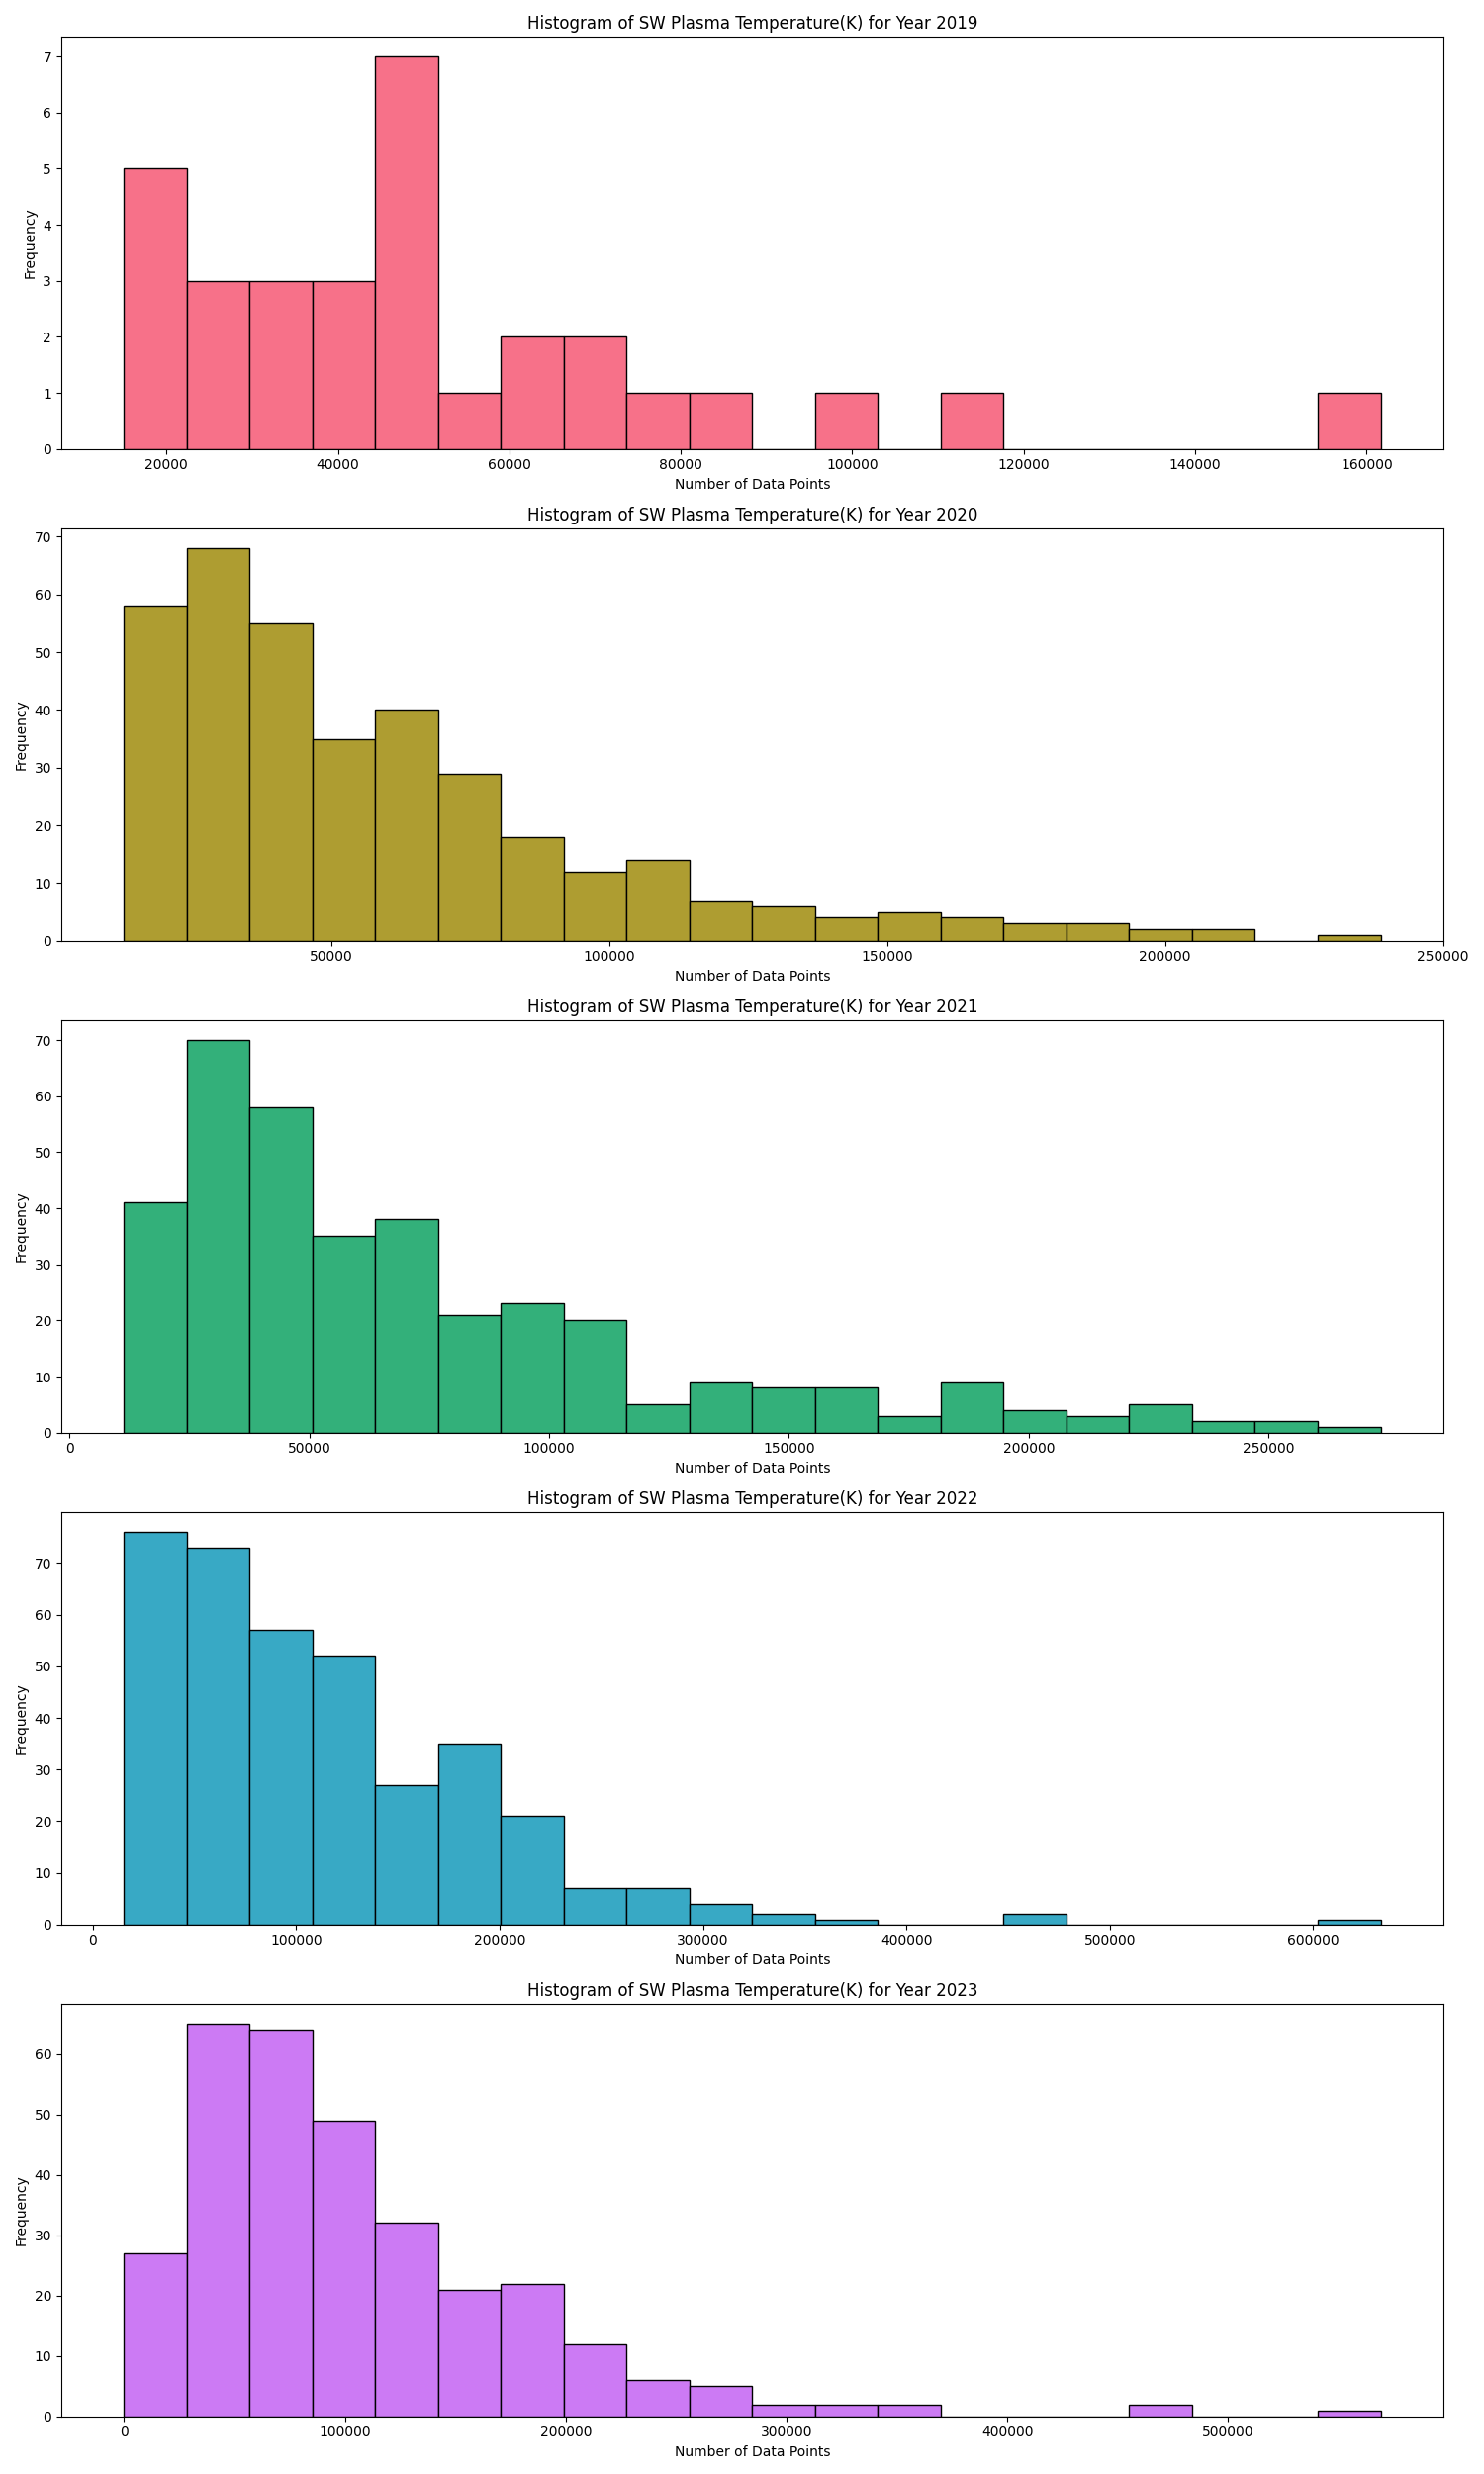 Histogram of SW Plasma Temperature(K) for Year 2019
7
6
5
4
3
2
1
0
Frequency
20000 40000 60000 80000 100000 120000 140000 160000
Number of Data Points
Histogram of SW Plasma Temperature(K) for Year 2020
70
60
50
40
30
20
10
0
Frequency
50000 100000 150000 200000 250000
Number of Data Points
Histogram of SW Plasma Temperature(K) for Year 2021
70
60
50
40
30
20
10
0
Frequency
0 50000 100000 150000 200000 250000
Number of Data Points
Histogram of SW Plasma Temperature(K) for Year 2022
70
60
50
40
30
20
10
0
Frequency
0 100000 200000 300000 400000 500000 600000
Number of Data Points
Histogram of SW Plasma Temperature(K) for Year 2023
60
50
40
30
20
10
0
Frequency
0 100000 200000 300000 400000 500000
Number of Data Points